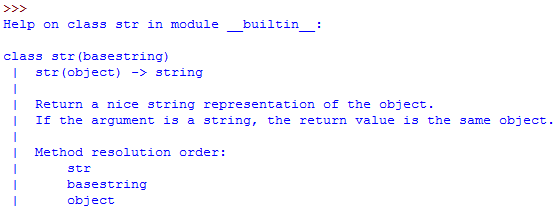 >>>
Help on class str in module __builtin__:

class str(basestring)
 |  str(object) -> string
 |
 |  Return a nice string representation of the object.
 |  If the argument is a string, the return value is the same object.
 |
 |  Method resolution order:
 |      str
 |      basestring
 |      object